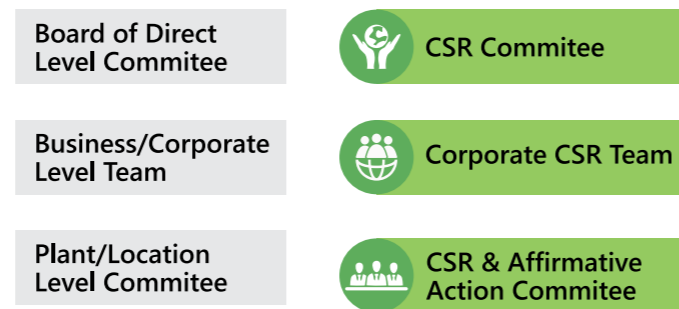 Board of Direct
Level Commitee
CSR Commitee
Business/Corporate
Level Team
Corporate CSR Team
Plant/Location
Level Commitee
CSR & Affirmative
Action Commitee